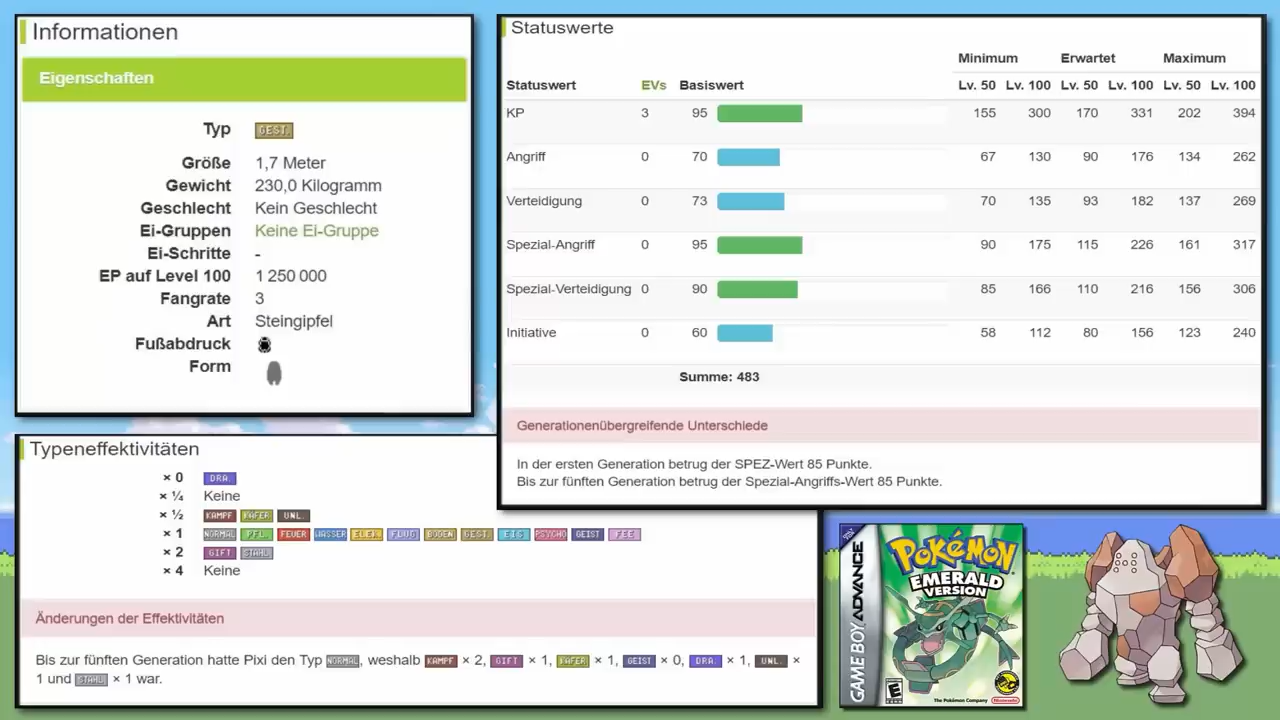 Informationen
Eigenschaften
Typ GEST.
Größe 1,7 Meter
Gewicht 230,0 Kilogramm
Geschlecht Kein Geschlecht
Ei-Gruppen Keine Ei-Gruppe
Ei-Schritte -
EP auf Level 100 1 250 000
Fangrate 3
Art Steingipfel
Fußabdruck
Form
Statuswerte
Minimum Erwartet Maximum
Statuswert EVs Basiswert Lv. 50 Lv. 100 Lv. 50 Lv. 100 Lv. 50 Lv. 100
KP 3 95 155 300 170 331 202 394
Angriff 0 70 67 130 90 176 134 262
Verteidigung 0 73 70 135 93 182 137 269
Spezial-Angriff 0 95 90 175 115 226 161 317
Spezial-Verteidigung 0 90 85 166 110 216 156 306
Initiative 0 60 58 112 80 156 123 240
Summe: 483
Generationenübergreifende Unterschiede
In der ersten Generation betrug der SPEZ-Wert 85 Punkte.
Bis zur fünften Generation betrug der Spezial-Angriffs-Wert 85 Punkte.
Typeneffektivitäten
× 0 DRA.
× ¼ Keine
× ½ KAMPF KÄFER UNL.
× 1 NORMAL PFL. FEUER WASSER ELEK. FLUG BODEN GEST. EIS PSYCHO GEIST FEE
× 2 GIFT STAHL
× 4 Keine
Änderungen der Effektivitäten
Bis zur fünften Generation hatte Pixi den Typ NORMAL, weshalb KAMPF × 2, GIFT × 1, KÄFER × 1, GEIST × 0, DRA. × 1, UNL. ×
1 und STAHL × 1 war.
GAME BOY ADVANCE
POKéMON
EMERALD
VERSION
E
The Pokémon Company
Nintendo